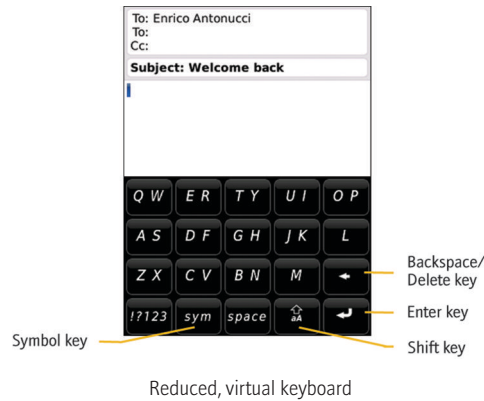 To: Enrico Antonucci
To:
Cc:
Subject: Welcome back
Q W E R T Y U I O P
A S D F G H J K L
Z X C V B N M
!?123 sym space aA
Backspace/
Delete key
Enter key
Symbol key
Shift key
Reduced, virtual keyboard